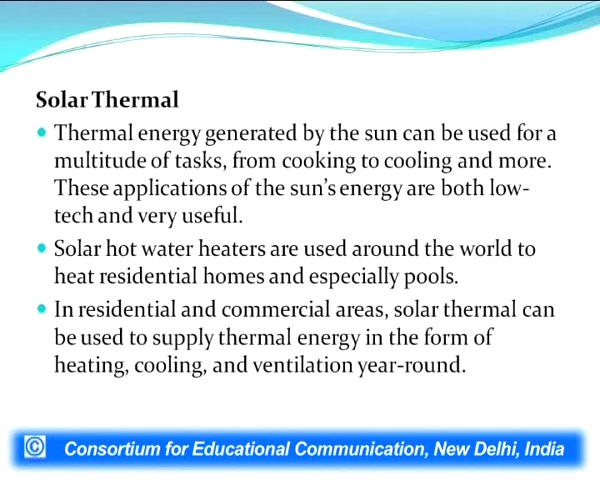 Solar Thermal
Thermal energy generated by the sun can be used for a
multitude of tasks, from cooking to cooling and more.
These applications of the sun's energy are both low-
tech and very useful.
Solar hot water heaters are used around the world to
heat residential homes and especially pools.
In residential and commercial areas, solar thermal can
be used to supply thermal energy in the form of
heating, cooling, and ventilation year-round.
© Consortium for Educational Communication, New Delhi, India